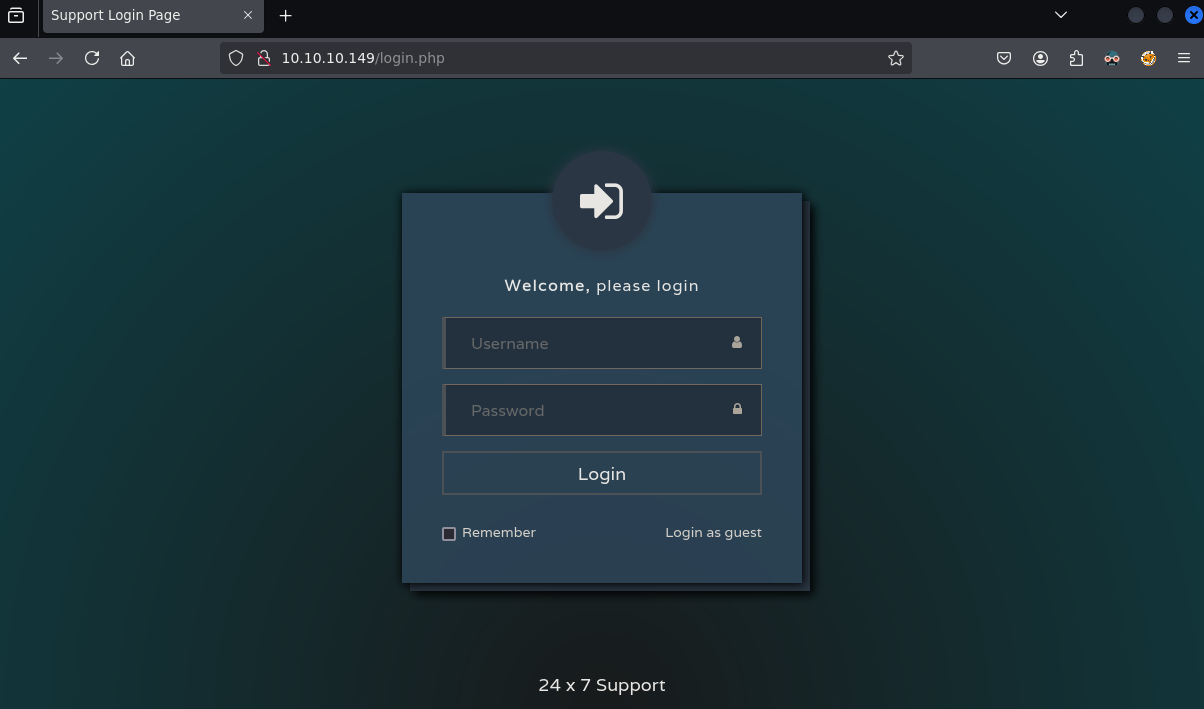 Support Login Page
10.10.10.149/login.php
Welcome, please login
Username
Password
Login
Remember
Login as guest
24 x 7 Support